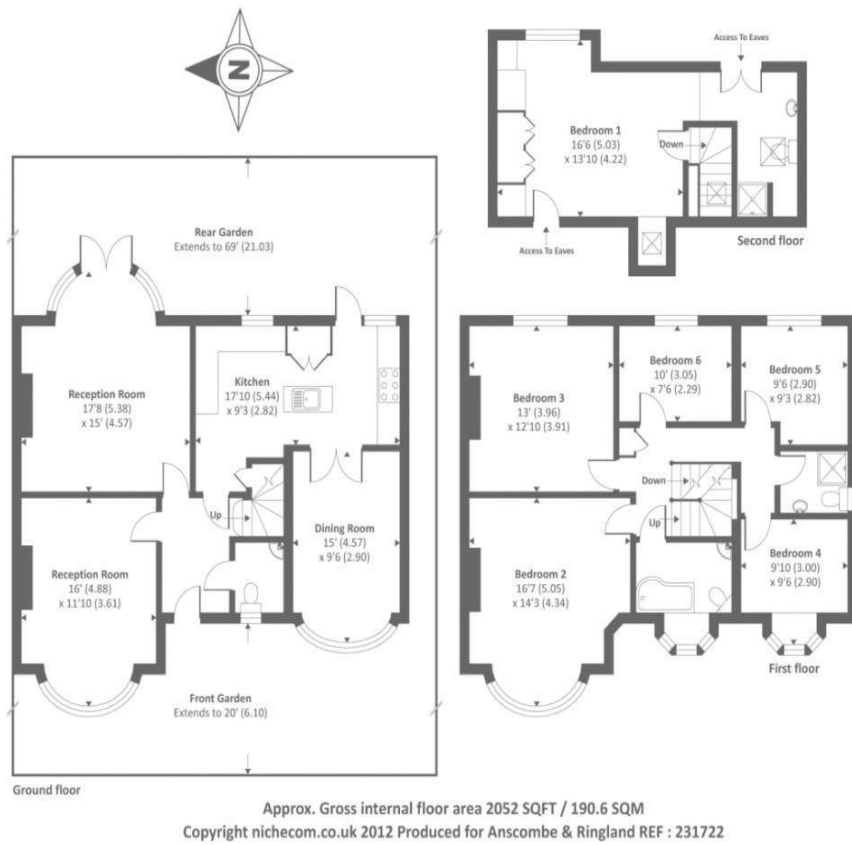 N
Access To Eaves
Bedroom 1
16'6 (5.03)
x 13'10 (4.22)
Down
Access To Eaves
Second floor
Rear Garden
Extends to 69' (21.03)
Reception Room
17'8 (5.38)
x 15' (4.57)
Kitchen
17'10 (5.44)
x 9'3 (2.82)
Up
Dining Room
15' (4.57)
x 9'6 (2.90)
Reception Room
16' (4.88)
x 11'10 (3.61)
Front Garden
Extends to 20' (6.10)
Ground floor
Bedroom 3
13' (3.96)
x 12'10 (3.91)
Bedroom 6
10' (3.05)
x 7'6 (2.29)
Bedroom 5
9'6 (2.90)
x 9'3 (2.82)
Down
Up
Bedroom 2
16'7 (5.05)
x 14'3 (4.34)
Bedroom 4
9'10 (3.00)
x 9'6 (2.90)
First floor
Approx. Gross internal floor area 2052 SQFT / 190.6 SQM
Copyright nichecom.co.uk 2012 Produced for Anscombe & Ringland REF : 231722